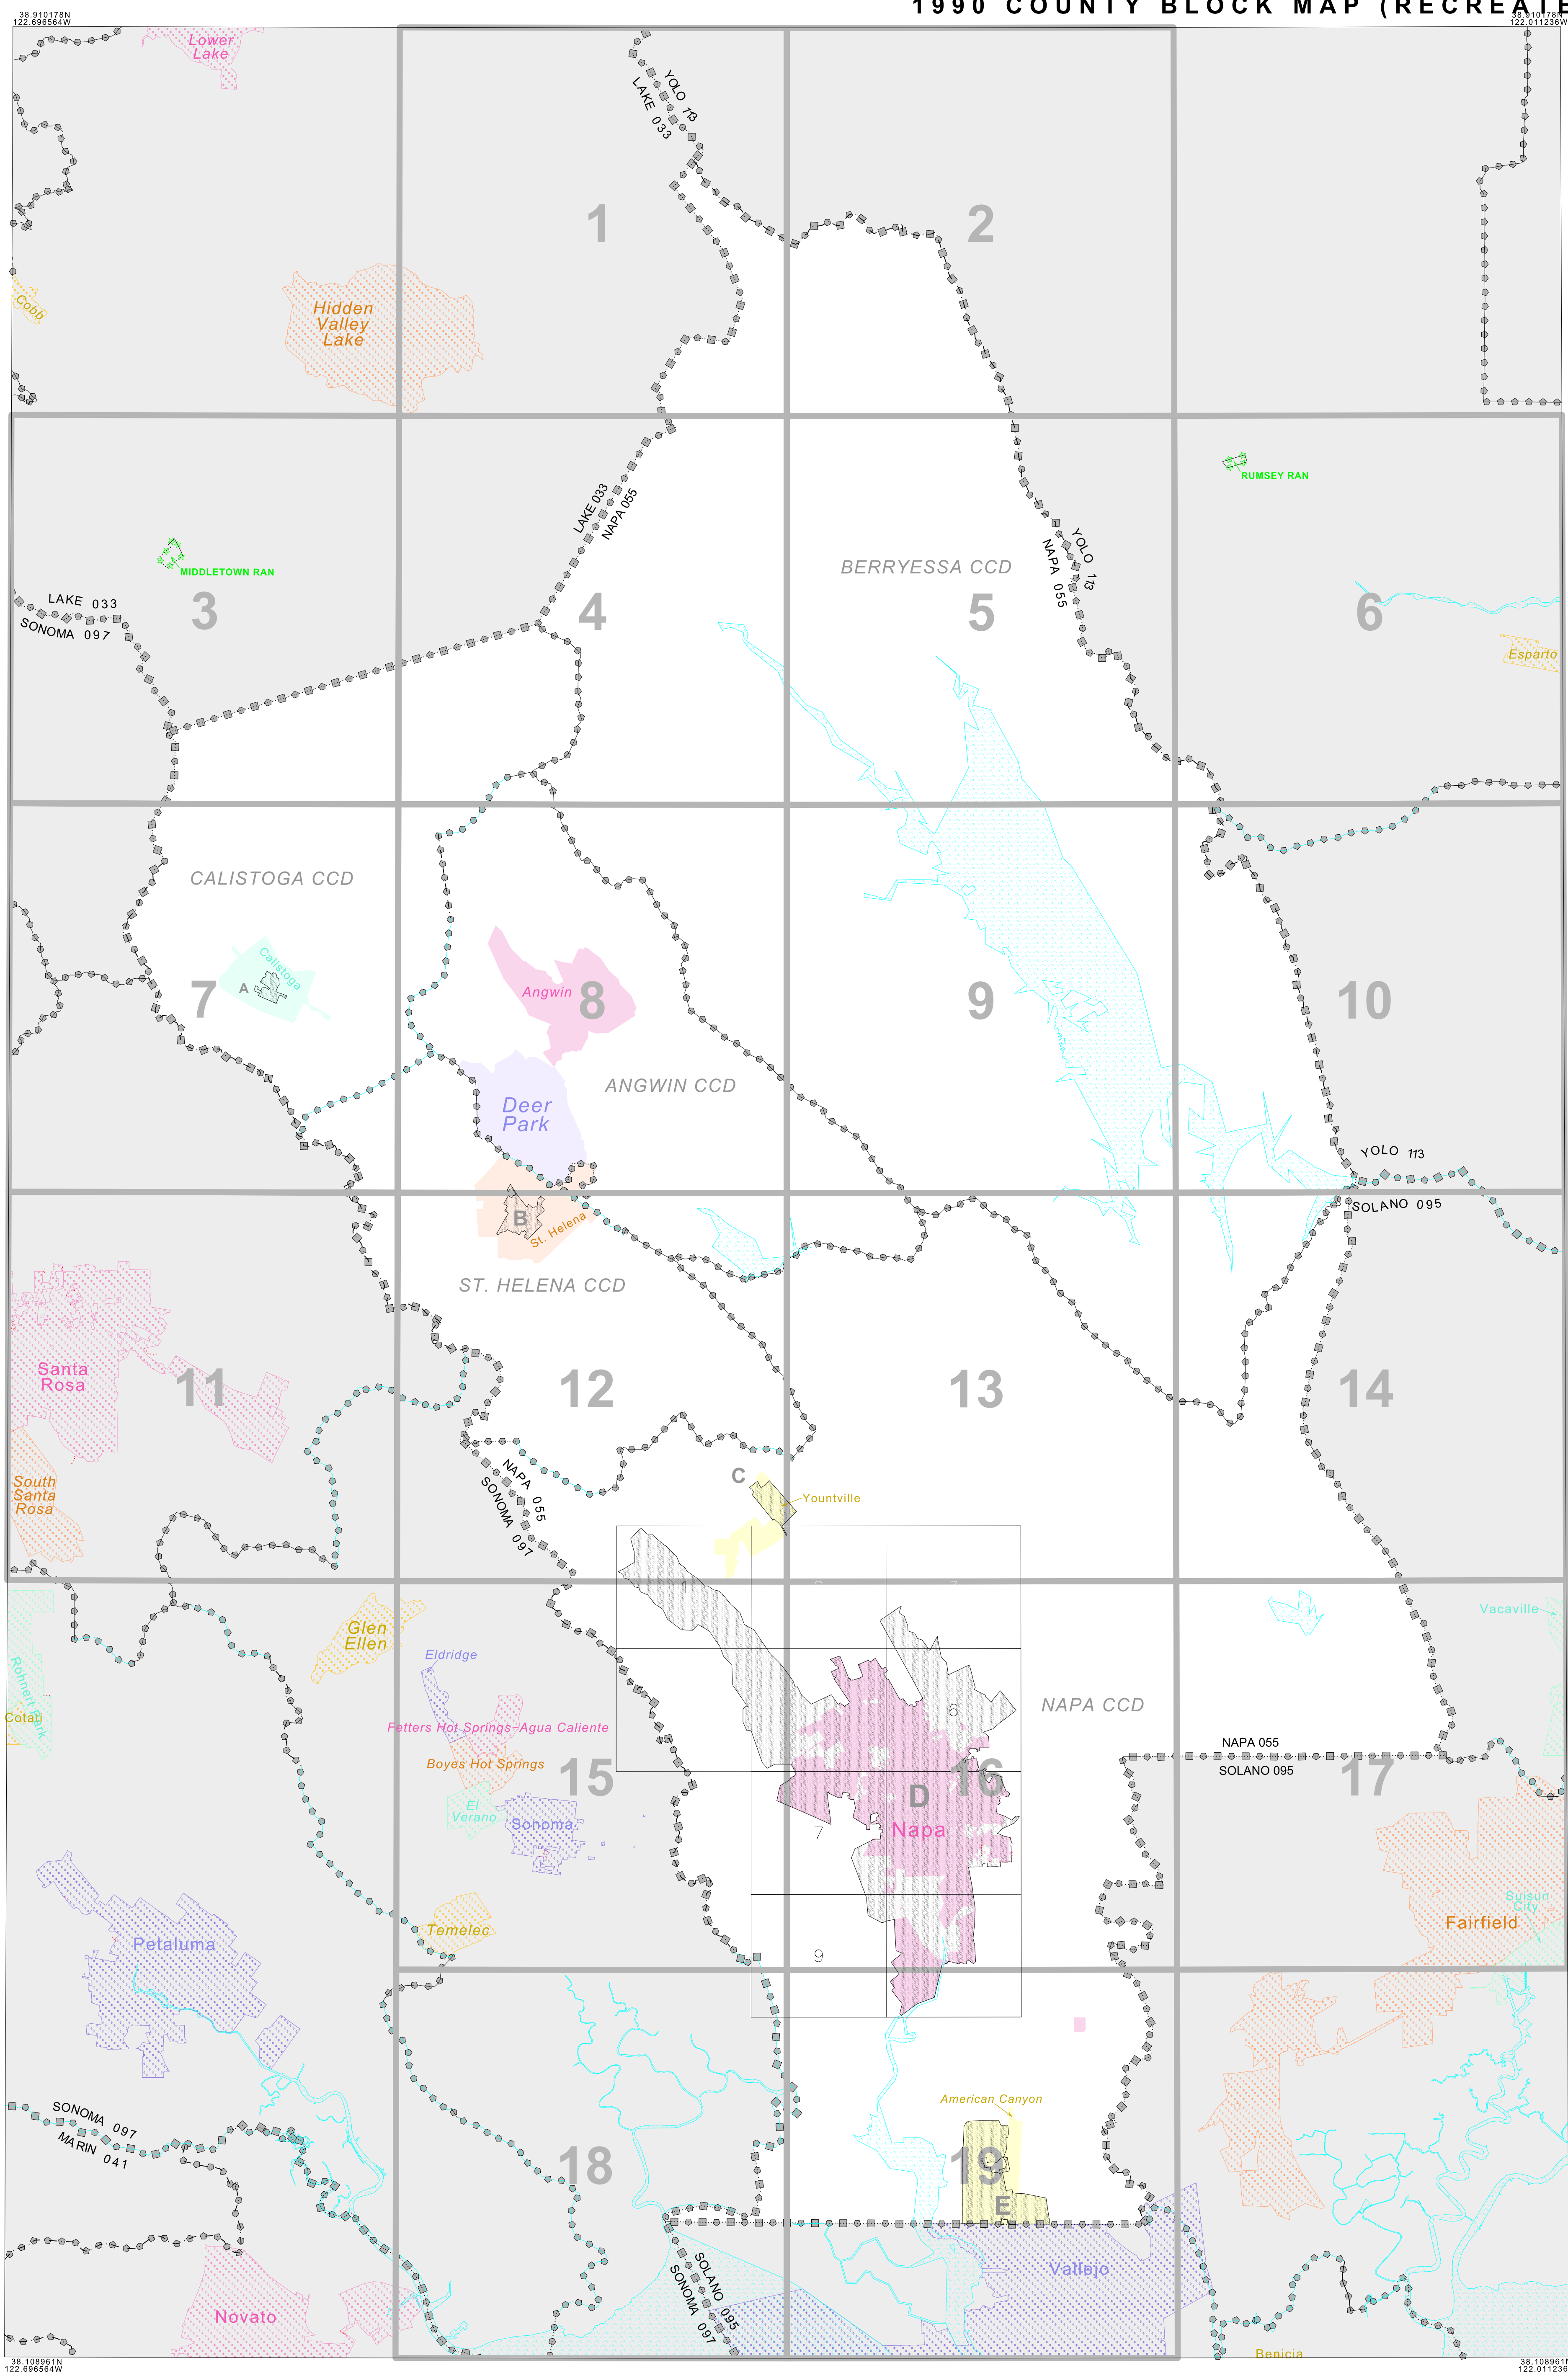 1990 COUNTY BLOCK MAP (RECREATE
38.910178N
122.696564W
38.910178N
122.011236W
Lower
Lake
YOLO 113
LAKE 033
1
2
Cobb
Hidden
Valley
Lake
RUMSEY RAN
MIDDLETOWN RAN
LAKE 033
NAPA 055
YOLO 113
NAPA 055
BERRYESSA CCD
LAKE 033
SONOMA 097
3
4
5
6
Esparto
CALISTOGA CCD
Calistoga
A
7
Angwin
8
9
10
ANGWIN CCD
Deer
Park
YOLO 113
SOLANO 095
B
St. Helena
ST. HELENA CCD
Santa
Rosa
11
12
13
14
South
Santa
Rosa
NAPA 055
SONOMA 097
C
Yountville
1
Vacaville
Glen
Ellen
Eldridge
Rohnert Park
Cotati
Fetters Hot Springs-Agua Caliente
Boyes Hot Springs
6
NAPA CCD
NAPA 055
SOLANO 095
15
16
17
D
Napa
El
Verano
Sonoma
7
Suisun
City
Fairfield
Temelec
Petaluma
9
American Canyon
SONOMA 097
MARIN 041
18
19
E
SOLANO 095
SONOMA 097
Vallejo
Novato
Benicia
38.108961N
122.696564W
38.108961N
122.011236